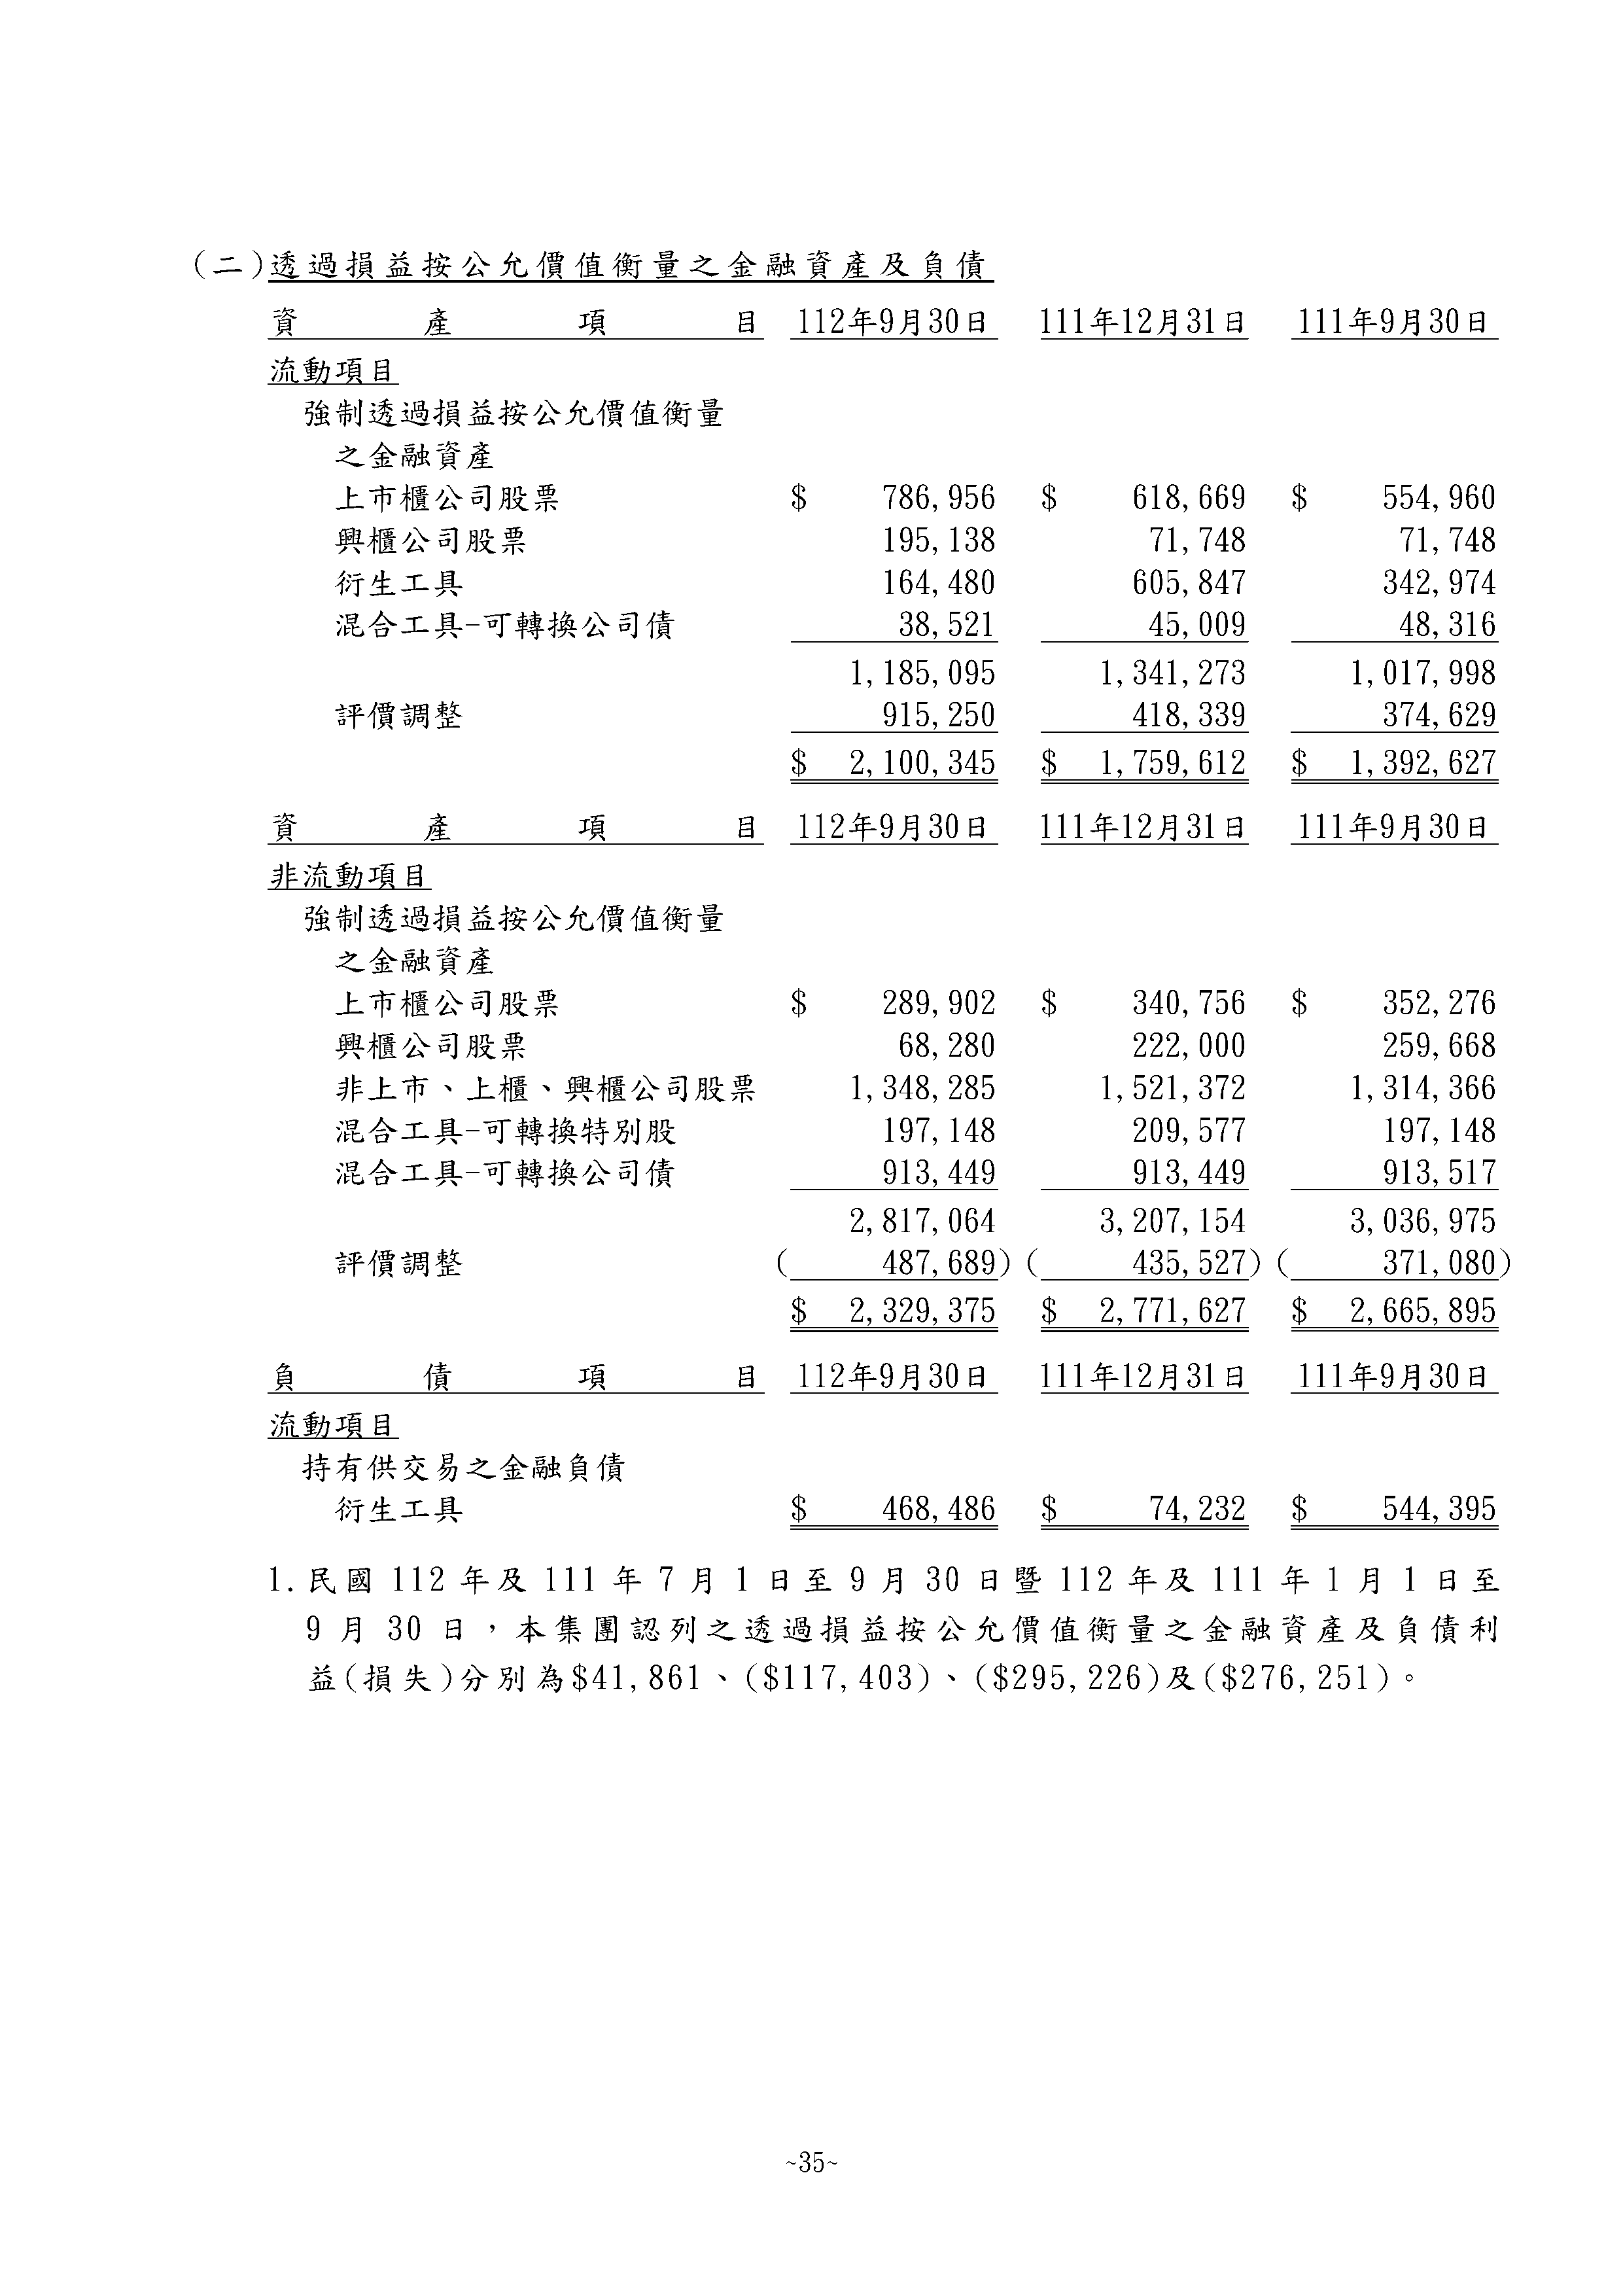 (二)透過損益按公允價值衡量之金融資產及負債
資產項目 112年9月30日 111年12月31日 111年9月30日
流動項目
強制透過損益按公允價值衡量
之金融資產
上市櫃公司股票 $ 786,956 $ 618,669 $ 554,960
興櫃公司股票 195,138 71,748 71,748
衍生工具 164,480 605,847 342,974
混合工具-可轉換公司債 38,521 45,009 48,316
1,185,095 1,341,273 1,017,998
評價調整 915,250 418,339 374,629
$ 2,100,345 $ 1,759,612 $ 1,392,627
資產項目 112年9月30日 111年12月31日 111年9月30日
非流動項目
強制透過損益按公允價值衡量
之金融資產
上市櫃公司股票 $ 289,902 $ 340,756 $ 352,276
興櫃公司股票 68,280 222,000 259,668
非上市、上櫃、興櫃公司股票 1,348,285 1,521,372 1,314,366
混合工具-可轉換特別股 197,148 209,577 197,148
混合工具-可轉換公司債 913,449 913,449 913,517
2,817,064 3,207,154 3,036,975
評價調整 ( 487,689) ( 435,527) ( 371,080)
$ 2,329,375 $ 2,771,627 $ 2,665,895
負債項目 112年9月30日 111年12月31日 111年9月30日
流動項目
持有供交易之金融負債
衍生工具 $ 468,486 $ 74,232 $ 544,395
1.民國 112 年及 111 年 7 月 1 日至 9 月 30 日暨 112 年及 111 年 1 月 1 日至
9 月 30 日，本集團認列之透過損益按公允價值衡量之金融資產及負債利
益(損失)分別為$41,861、($117,403)、($295,226)及($276,251)。
~35~